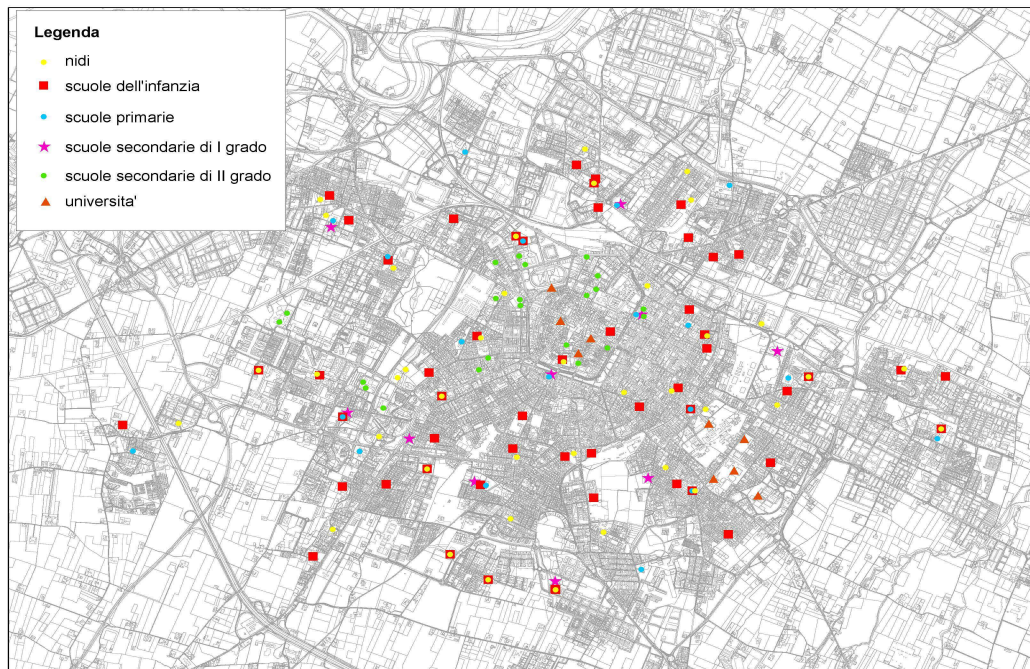 Legenda
nidi
scuole dell'infanzia
scuole primarie
scuole secondarie di I grado
scuole secondarie di II grado
universita'